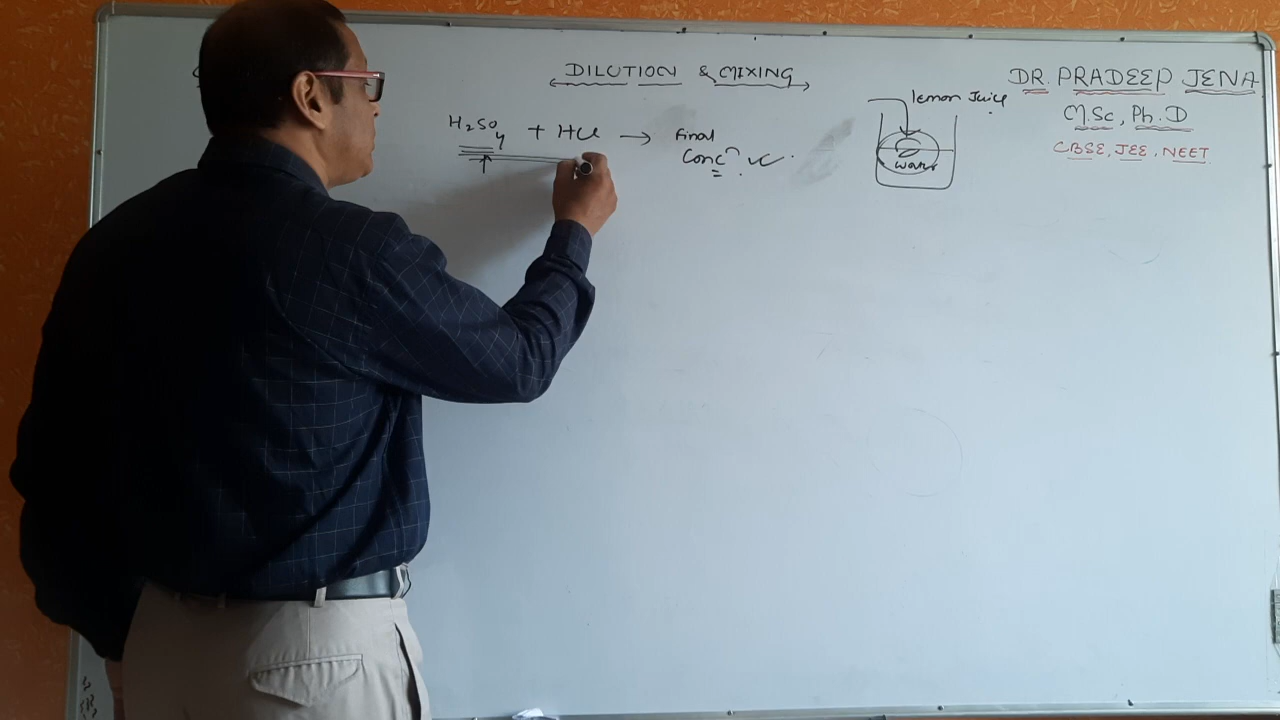 DILUTION & MIXING
DR. PRADEEP JENA
M.Sc, Ph.D
CBSE, JEE, NEET
H₂SO₄ + HCl → Final
Concⁿ.
lemon Juice
water